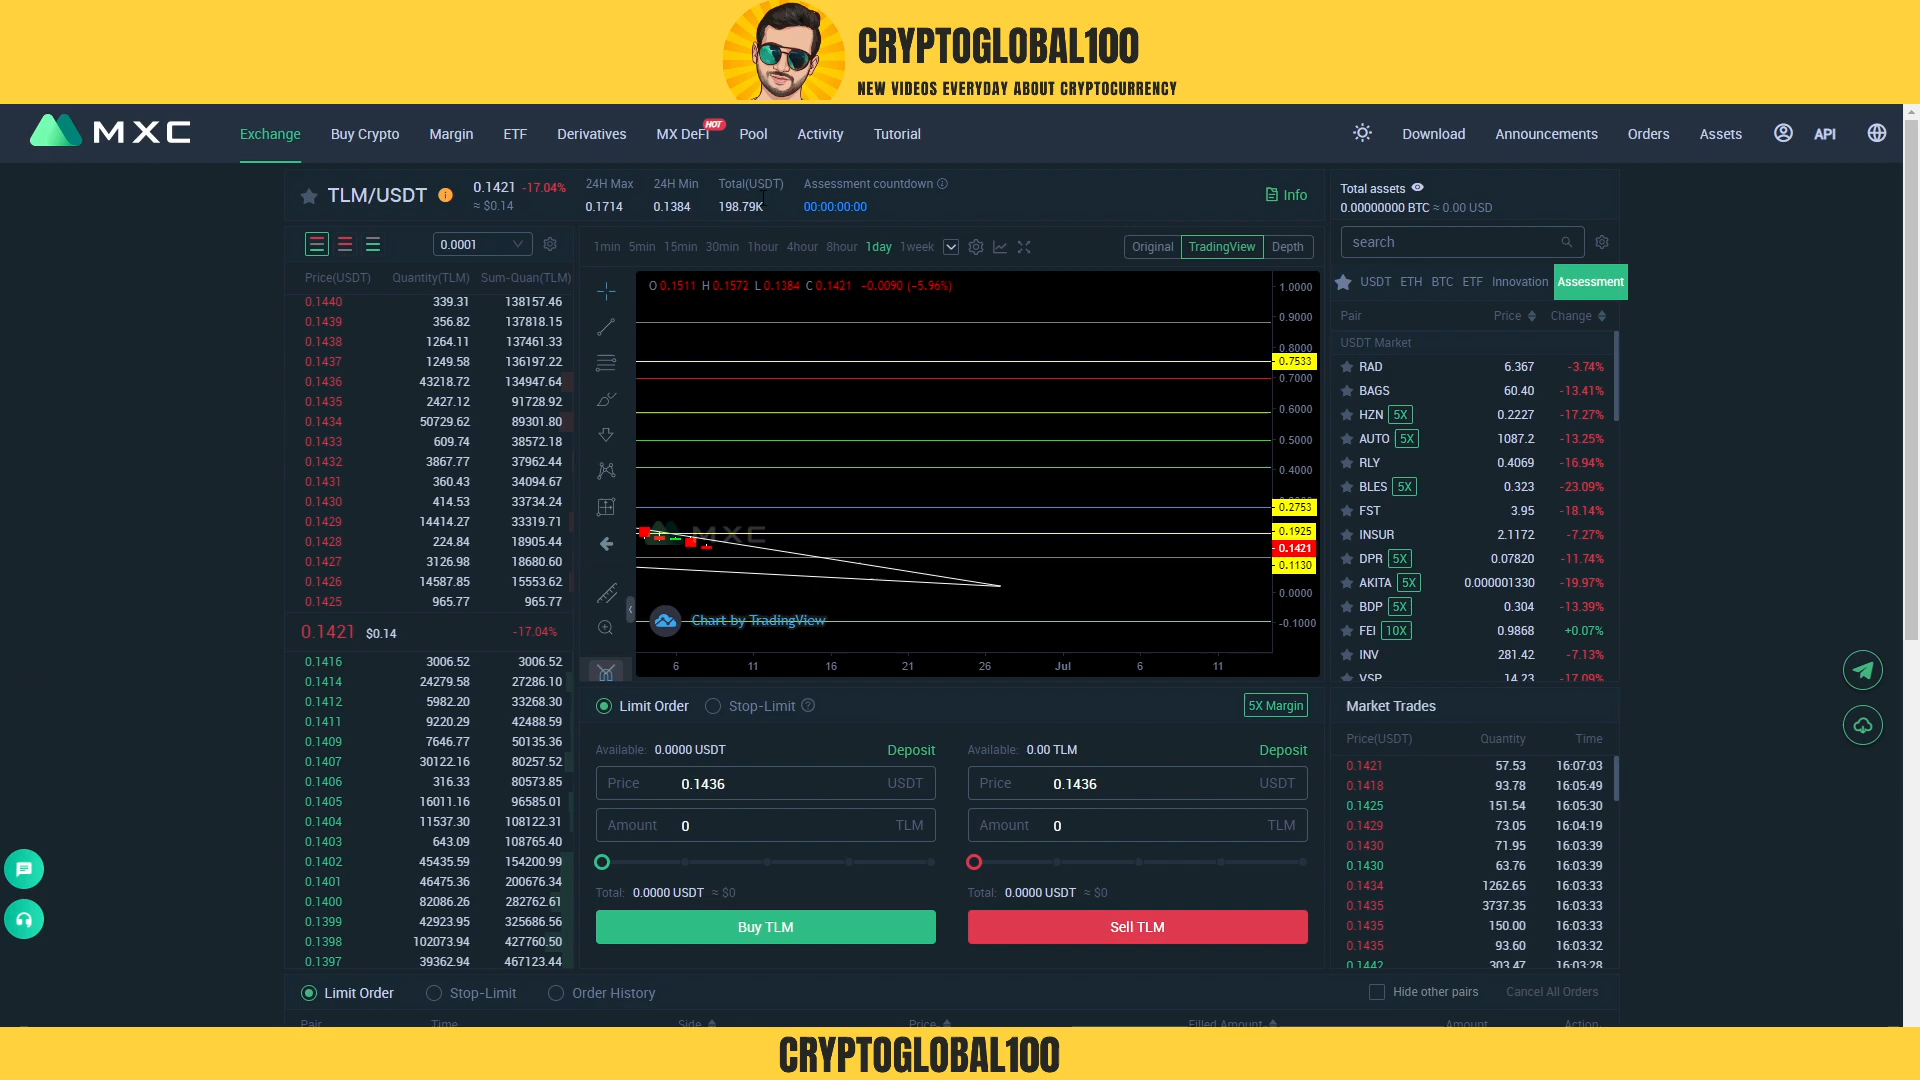 CRYPTOGLOBAL100
NEW VIDEOS EVERYDAY ABOUT CRYPTOCURRENCY
MXC
Exchange Buy Crypto Margin ETF Derivatives MX DeFi HOT Pool Activity Tutorial Download Announcements Orders Assets API
TLM/USDT 0.1421 -17.04% ≈ $0.14
24H Max 24H Min Total(USDT) Assessment countdown
0.1714 0.1384 198.79K 00:00:00:00
Info
Total assets
0.00000000 BTC ≈ 0.00 USD
0.0001
Price(USDT) Quantity(TLM) Sum-Quan(TLM)
0.1440 339.31 138157.46
0.1439 356.82 137818.15
0.1438 1264.11 137461.33
0.1437 1249.58 136197.22
0.1436 43218.72 134947.64
0.1435 2427.12 91728.92
0.1434 50729.62 89301.80
0.1433 609.74 38572.18
0.1432 3867.77 37962.44
0.1431 360.43 34094.67
0.1430 414.53 33734.24
0.1429 14414.27 33319.71
0.1428 224.84 18905.44
0.1427 3126.98 18680.60
0.1426 14587.85 15553.62
0.1425 965.77 965.77
0.1421 $0.14 -17.04%
0.1416 3006.52 3006.52
0.1414 24279.58 27286.10
0.1412 5982.20 33268.30
0.1411 9220.29 42488.59
0.1409 7646.77 50135.36
0.1407 30122.16 80257.52
0.1406 316.33 80573.85
0.1405 16011.16 96585.01
0.1404 11537.30 108122.31
0.1403 643.09 108765.40
0.1402 45435.59 154200.99
0.1401 46475.36 200676.34
0.1400 82086.26 282762.61
0.1399 42923.95 325686.56
0.1398 102073.94 427760.50
0.1397 39362.94 467123.44
1min 5min 15min 30min 1hour 4hour 8hour 1day 1week Original TradingView Depth
O 0.1511 H 0.1572 L 0.1384 C 0.1421 -0.0090 (-5.96%)
1.0000
0.9000
0.8000
0.7533
0.7000
0.6000
0.5000
0.4000
0.2753
0.1925
0.1421
0.1130
0.0000
-0.1000
MXC
Chart by TradingView
6 11 16 21 26 Jul 6 11
Limit Order Stop-Limit 5X Margin
Available: 0.0000 USDT Deposit Available: 0.00 TLM Deposit
Price 0.1436 USDT Price 0.1436 USDT
Amount 0 TLM Amount 0 TLM
Total: 0.0000 USDT ≈ $0 Total: 0.0000 USDT ≈ $0
Buy TLM Sell TLM
search
USDT ETH BTC ETF Innovation Assessment
Pair Price Change
USDT Market
RAD 6.367 -3.74%
BAGS 60.40 -13.41%
HZN 5X 0.2227 -17.27%
AUTO 5X 1087.2 -13.25%
RLY 0.4069 -16.94%
BLES 5X 0.323 -23.09%
FST 3.95 -18.14%
INSUR 2.1172 -7.27%
DPR 5X 0.07820 -11.74%
AKITA 5X 0.000001330 -19.97%
BDP 5X 0.304 -13.39%
FEI 10X 0.9868 +0.07%
INV 281.42 -7.13%
VSP 14.23 -17.09%
Market Trades
Price(USDT) Quantity Time
0.1421 57.53 16:07:03
0.1418 93.78 16:05:49
0.1425 151.54 16:05:30
0.1429 73.05 16:04:19
0.1430 71.95 16:03:39
0.1430 63.76 16:03:39
0.1434 1262.65 16:03:33
0.1435 3737.35 16:03:33
0.1435 150.00 16:03:33
0.1435 93.60 16:03:32
0.1442 303.47 16:03:28
Limit Order Stop-Limit Order History Hide other pairs Cancel All Orders
Pair Time Side Price Filled Amount Amount Action
CRYPTOGLOBAL100